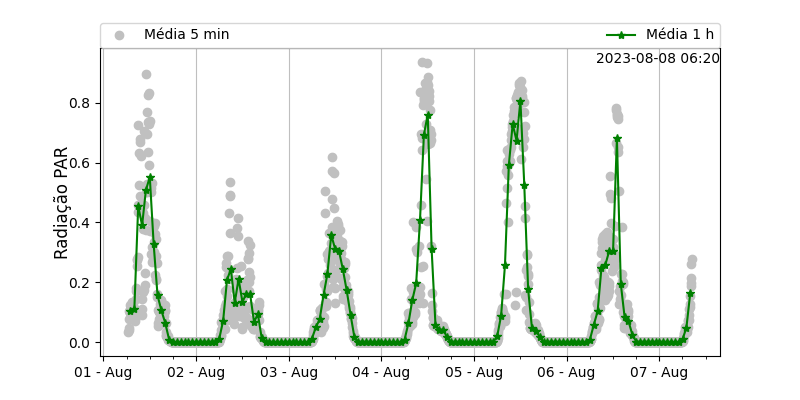 Média 5 min
Média 1 h
2023-08-08 06:20
Radiação PAR
0.8
0.6
0.4
0.2
0.0
01 - Aug
02 - Aug
03 - Aug
04 - Aug
05 - Aug
06 - Aug
07 - Aug